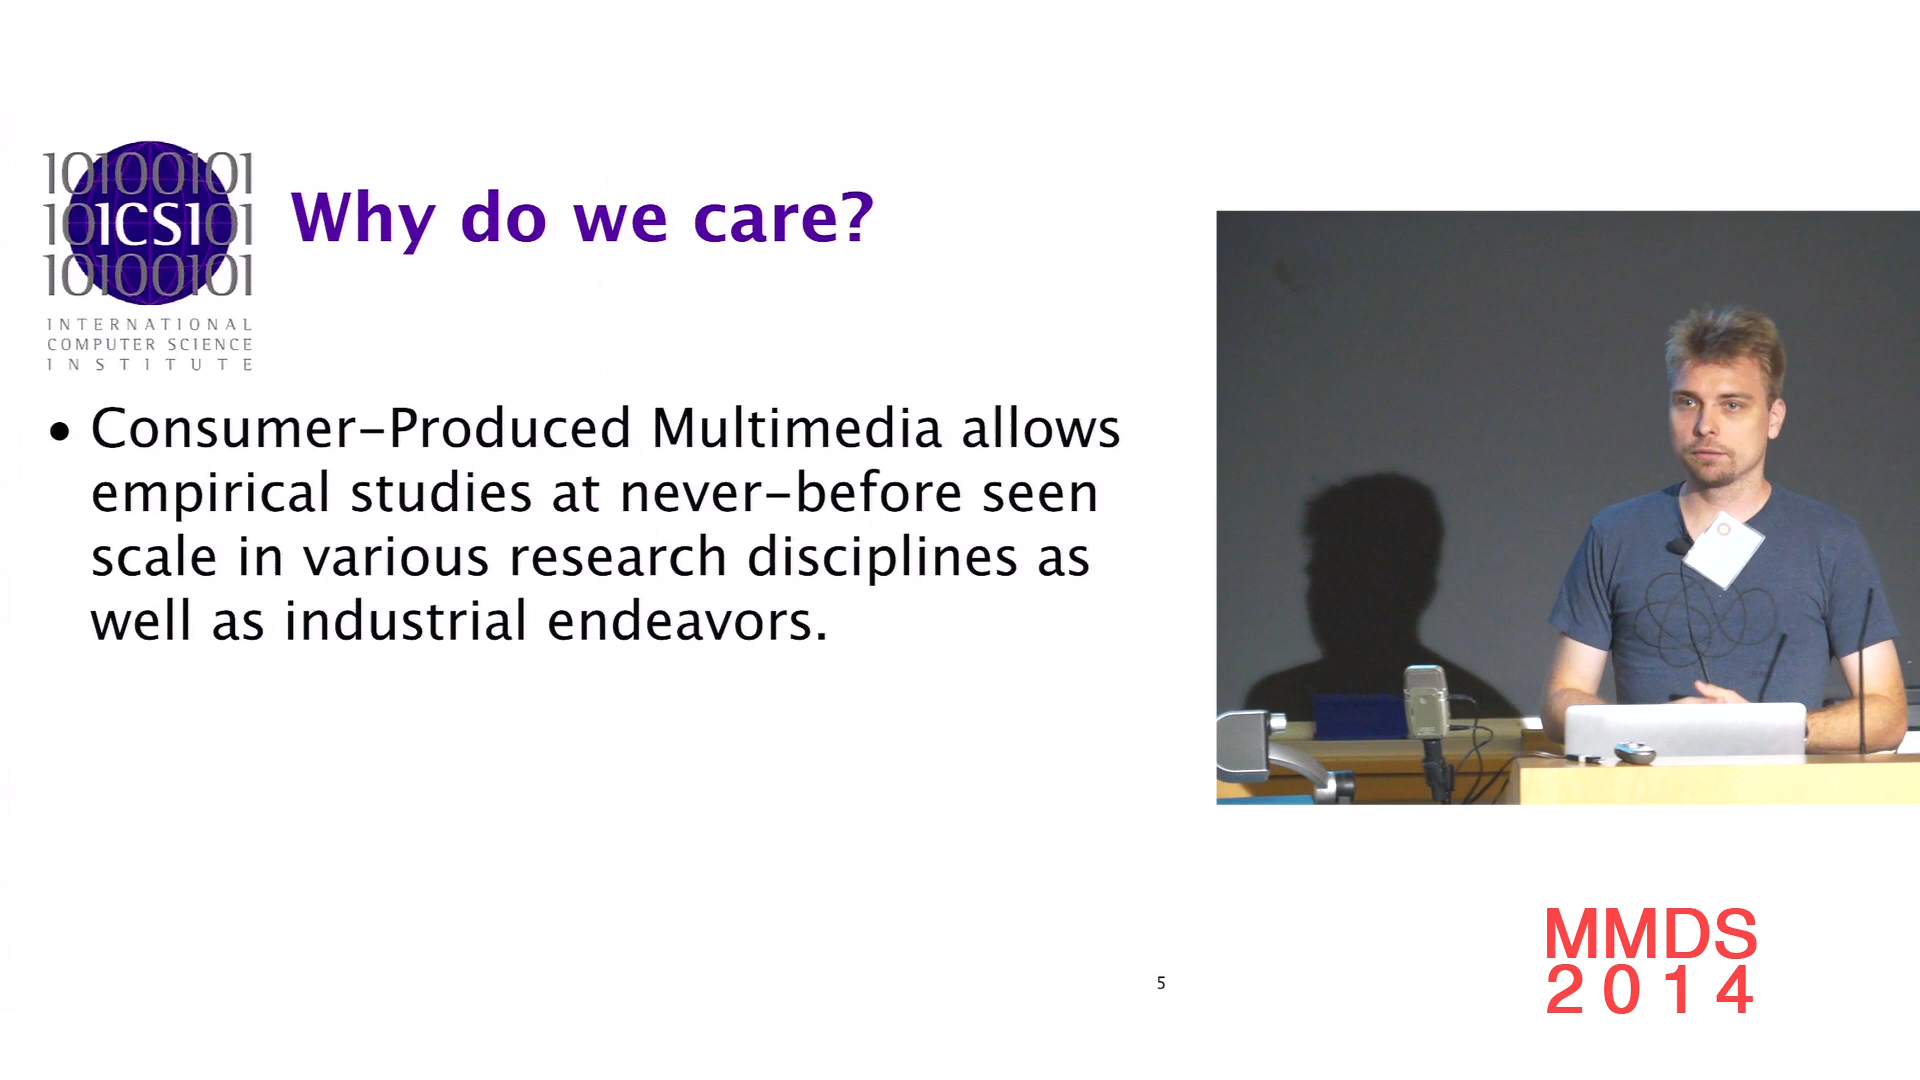 10100101
10ICSI01
10100101
INTERNATIONAL
COMPUTER SCIENCE
INSTITUTE
Why do we care?
• Consumer-Produced Multimedia allows
empirical studies at never-before seen
scale in various research disciplines as
well as industrial endeavors.
5
MMDS
2014